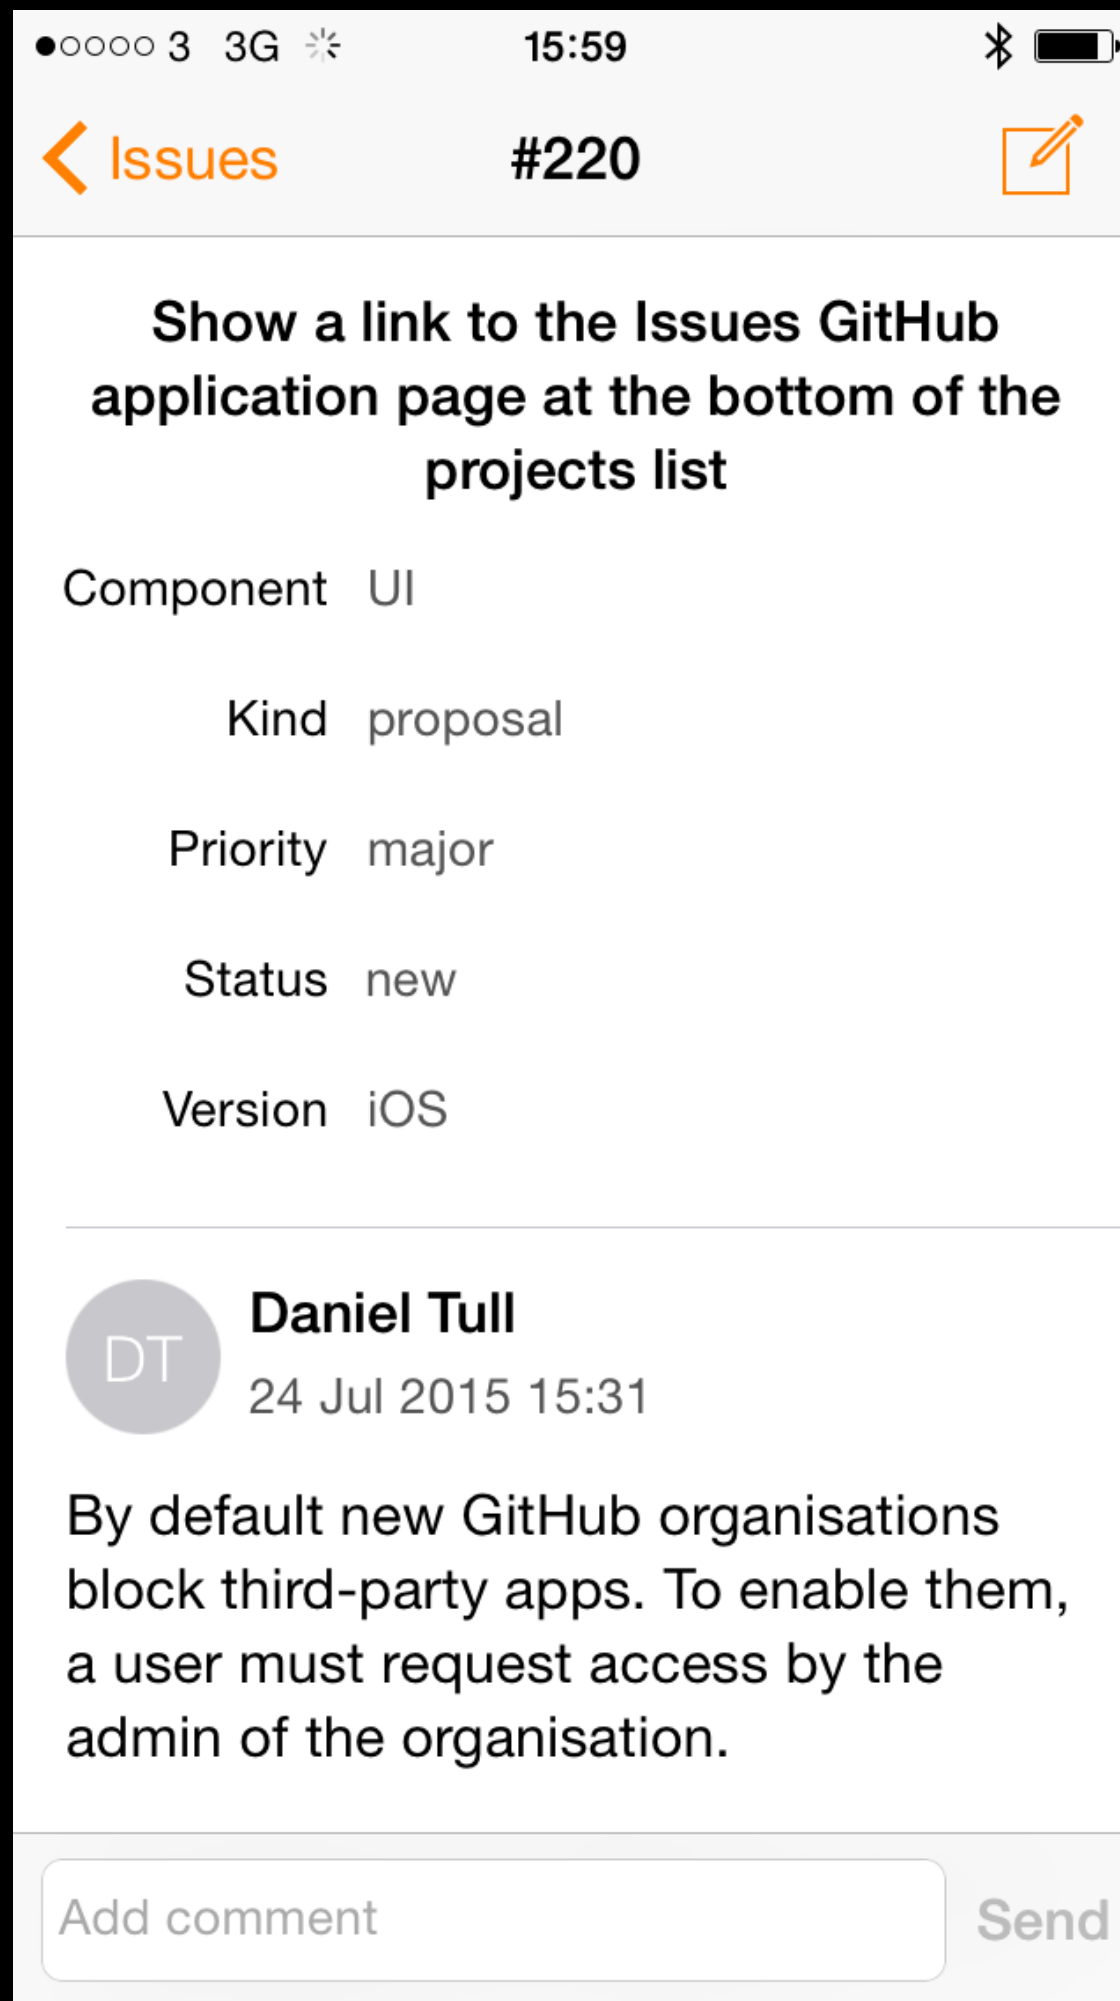 3 3G 15:59
Issues #220
Show a link to the Issues GitHub
application page at the bottom of the
projects list
Component UI
Kind proposal
Priority major
Status new
Version iOS
DT
Daniel Tull
24 Jul 2015 15:31
By default new GitHub organisations
block third-party apps. To enable them,
a user must request access by the
admin of the organisation.
Add comment Send